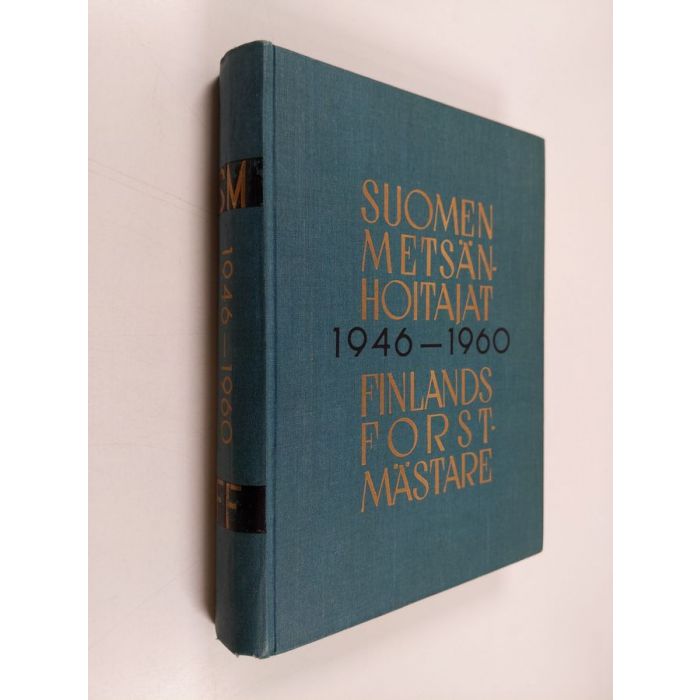 SM
1946—1960
FF
SUOMEN
METSÄN-
HOITAJAT
1946—1960
FINLANDS
FORST-
MÄSTARE